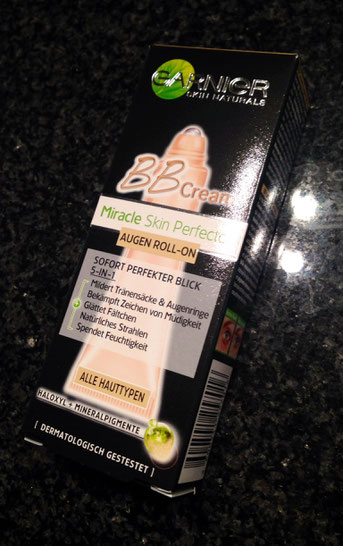 GARNIER
SKIN NATURALS
BB Cream
Miracle Skin Perfector
AUGEN ROLL-ON
SOFORT PERFEKTER BLICK
5-IN-1
Mildert Tränensäcke & Augenringe
Bekämpft Zeichen von Müdigkeit
Glättet Fältchen
Natürliches Strahlen
Spendet Feuchtigkeit
ALLE HAUTTYPEN
HALOXYL + MINERALPIGMENTE
[ DERMATOLOGISCH GESTESTET ]